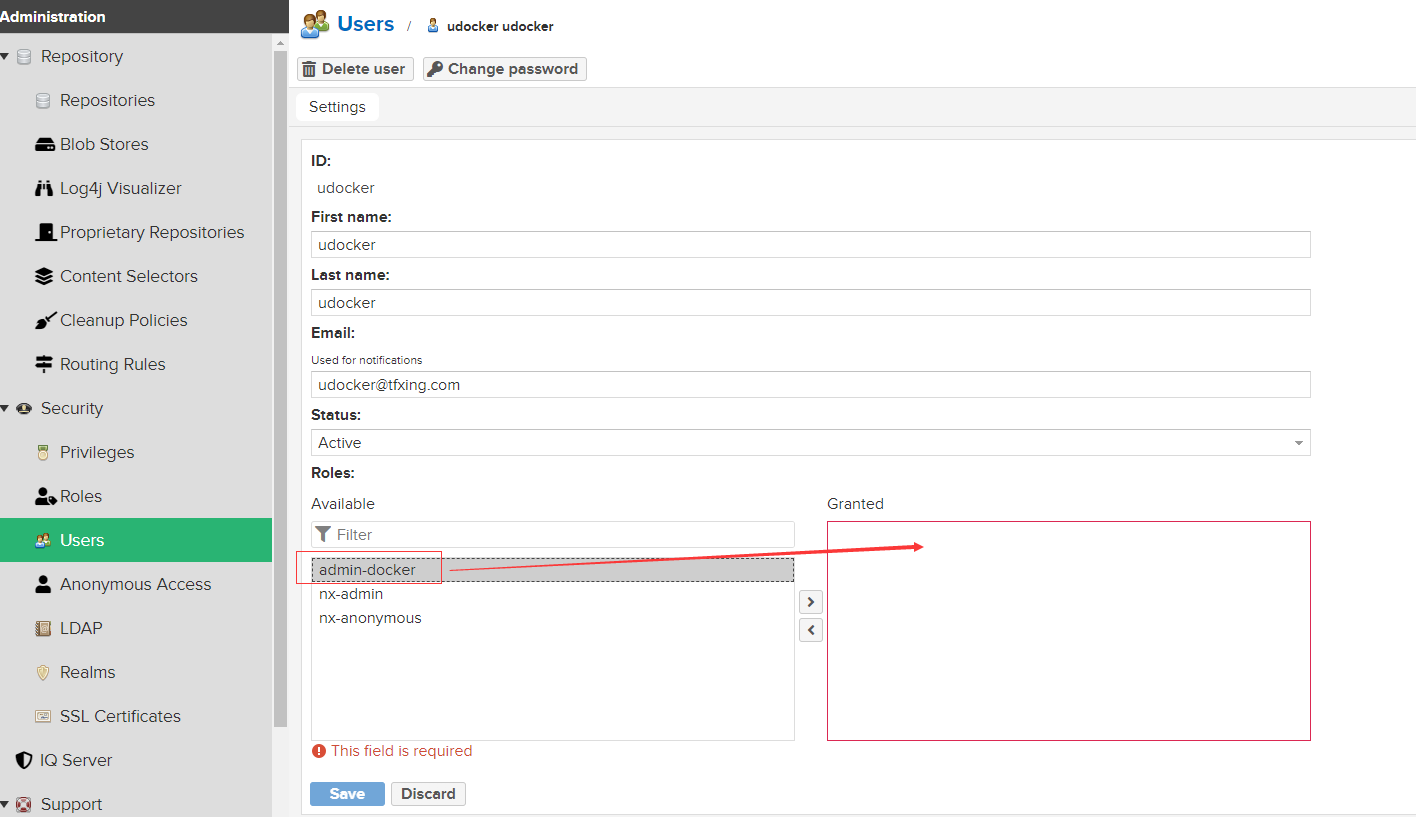 Administration
Repository
Repositories
Blob Stores
Log4j Visualizer
Proprietary Repositories
Content Selectors
Cleanup Policies
Routing Rules
Security
Privileges
Roles
Users
Anonymous Access
LDAP
Realms
SSL Certificates
IQ Server
Support
Users / udocker udocker
Delete user Change password
Settings
ID:
udocker
First name:
udocker
Last name:
udocker
Email:
Used for notifications
udocker@tfxing.com
Status:
Active
Roles:
Available Granted
Filter
admin-docker
nx-admin
nx-anonymous
This field is required
Save Discard